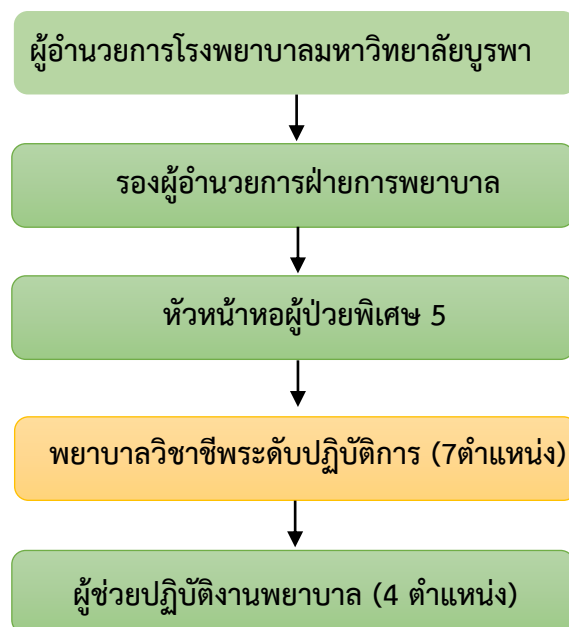 ผู้อำนวยการโรงพยาบาลมหาวิทยาลัยบูรพา
รองผู้อำนวยการฝ่ายการพยาบาล
หัวหน้าหอผู้ป่วยพิเศษ 5
พยาบาลวิชาชีพระดับปฏิบัติการ (7ตำแหน่ง)
ผู้ช่วยปฏิบัติงานพยาบาล (4 ตำแหน่ง)